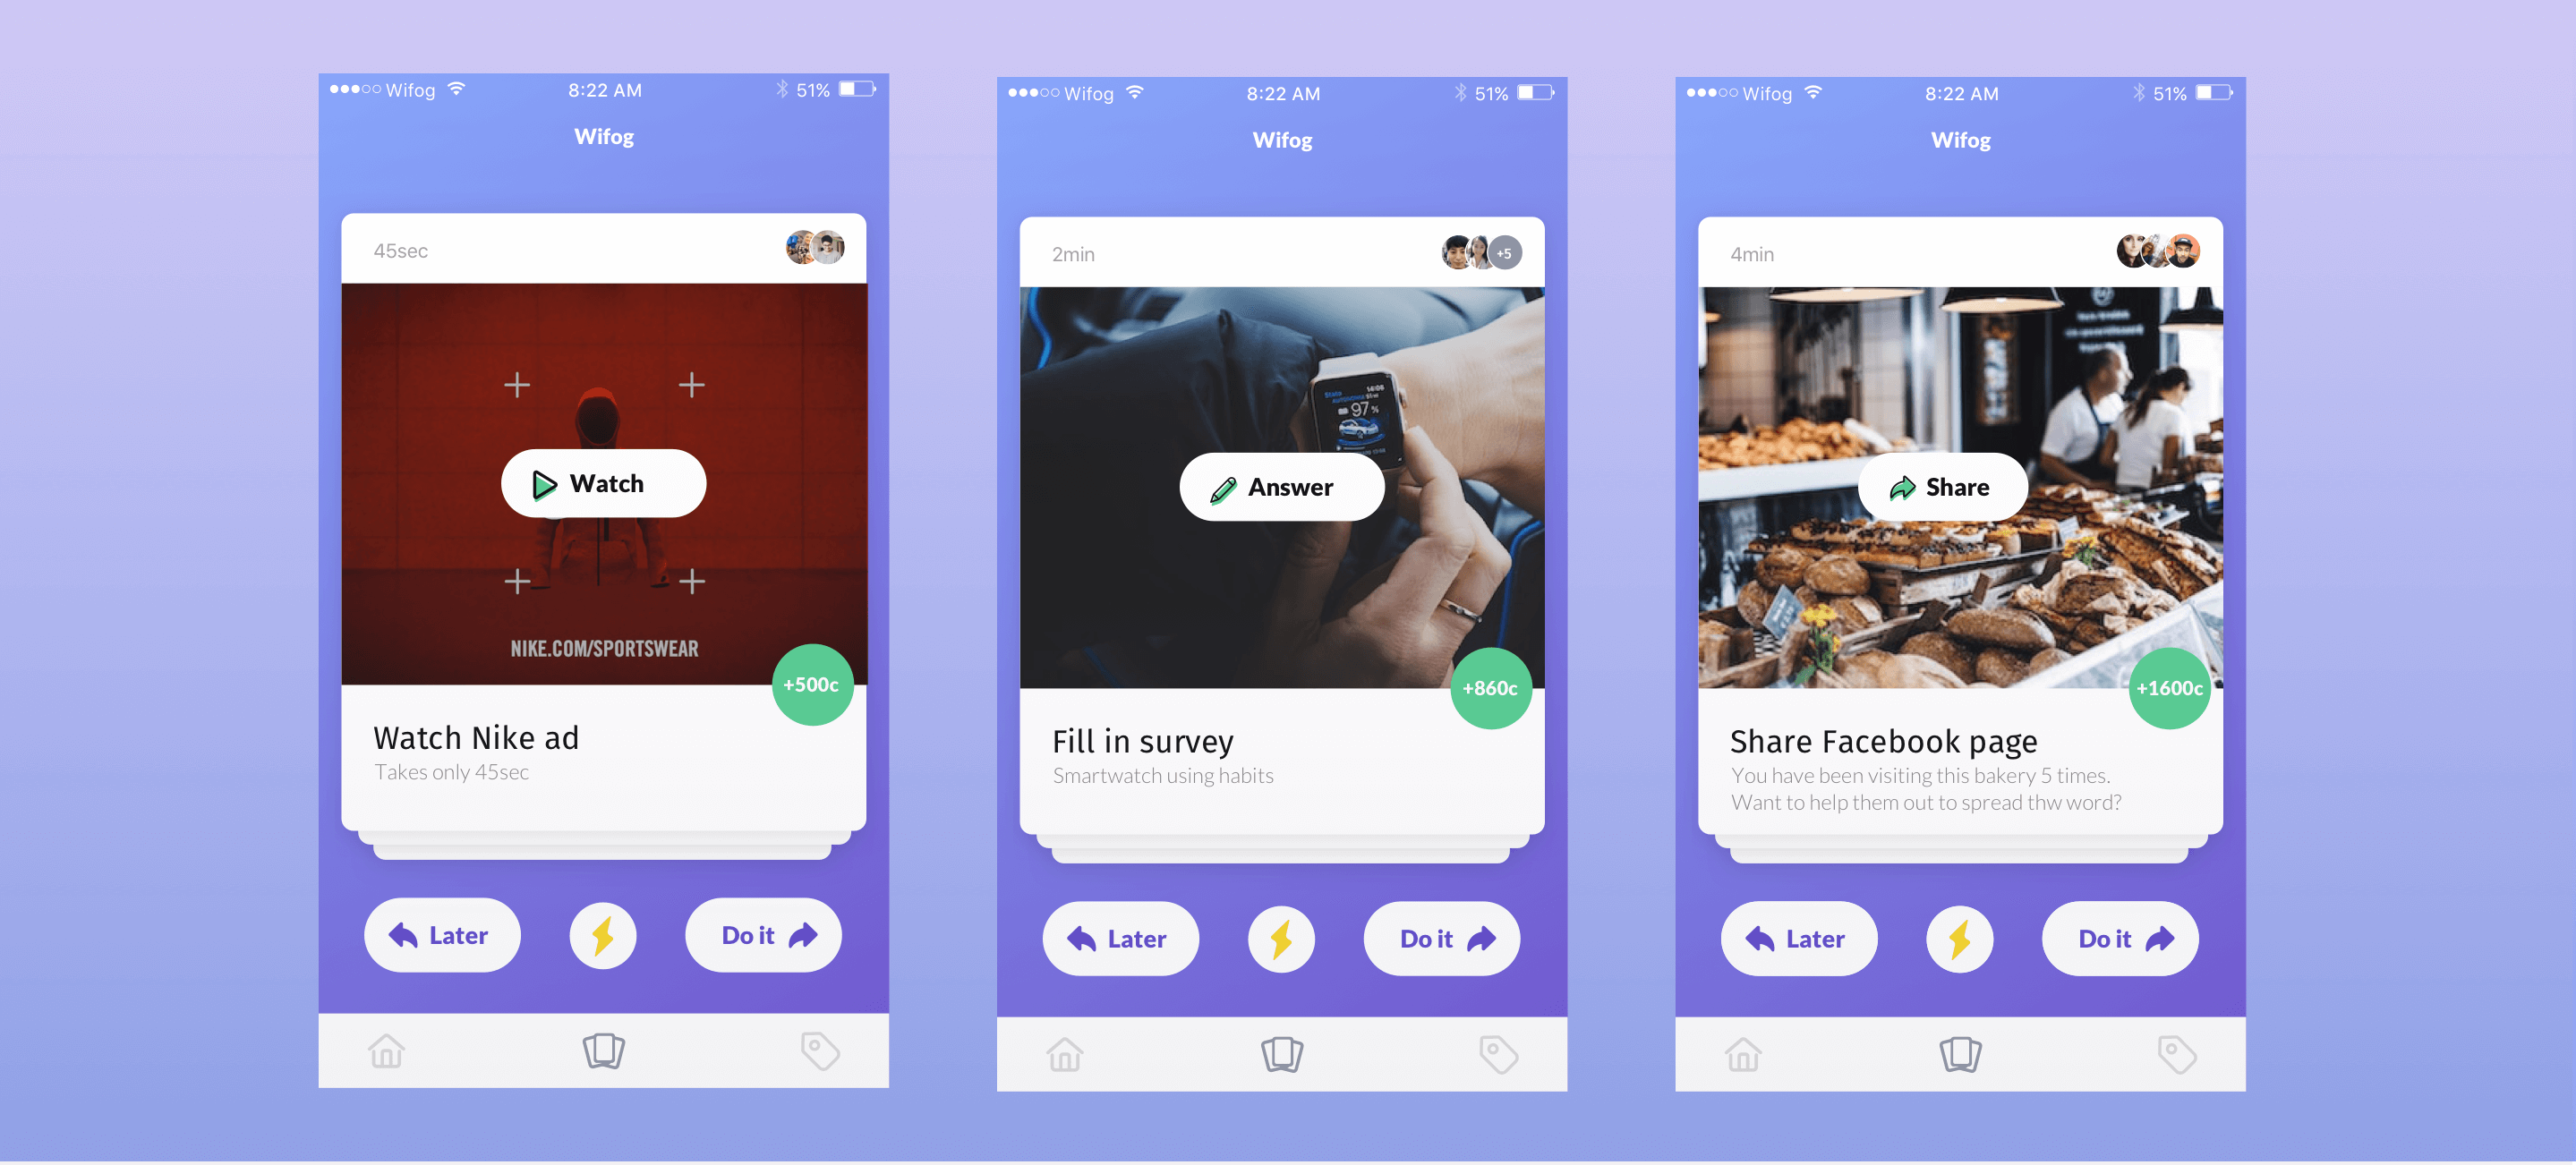 Wifog
8:22 AM
51%
Wifog
45sec
Watch
NIKE.COM/SPORTSWEAR
+500c
Watch Nike ad
Takes only 45sec
Later
Do it
Wifog
8:22 AM
51%
Wifog
2min
+5
97%
Answer
+860c
Fill in survey
Smartwatch using habits
Later
Do it
Wifog
8:22 AM
51%
Wifog
4min
Share
+1600c
Share Facebook page
You have been visiting this bakery 5 times.
Want to help them out to spread thw word?
Later
Do it